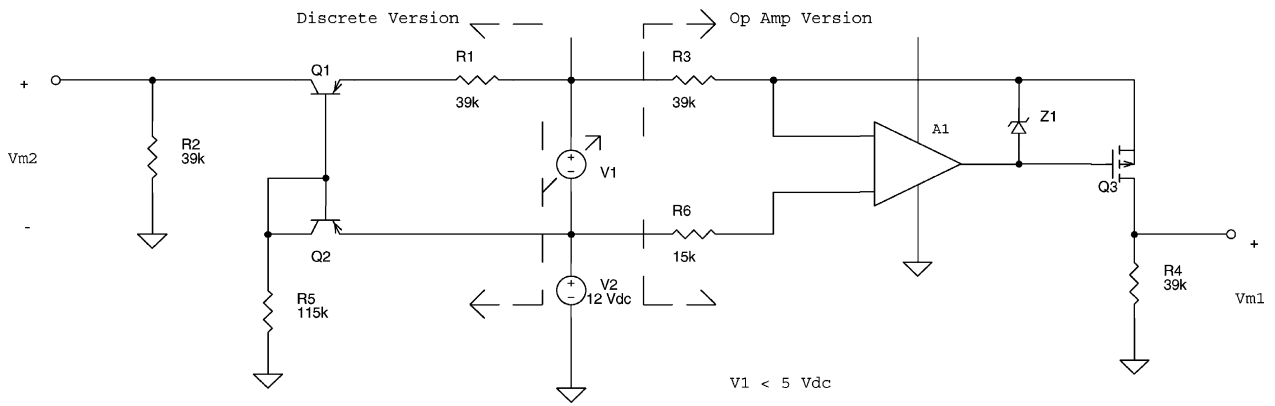 Discrete Version
Op Amp Version
Q1
R1
39k
R3
39k
+
Vm2
-
R2
39k
+
-
V1
A1
Z1
Q3
Q2
R6
15k
R5
115k
+
-
V2
12 Vdc
R4
39k
+
Vm1
V1 < 5 Vdc